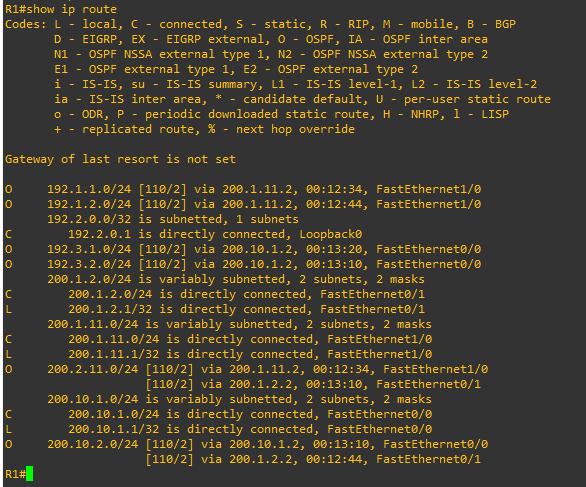 R1#show ip route
Codes: L - local, C - connected, S - static, R - RIP, M - mobile, B - BGP
       D - EIGRP, EX - EIGRP external, O - OSPF, IA - OSPF inter area
       N1 - OSPF NSSA external type 1, N2 - OSPF NSSA external type 2
       E1 - OSPF external type 1, E2 - OSPF external type 2
       i - IS-IS, su - IS-IS summary, L1 - IS-IS level-1, L2 - IS-IS level-2
       ia - IS-IS inter area, * - candidate default, U - per-user static route
       o - ODR, P - periodic downloaded static route, H - NHRP, l - LISP
       + - replicated route, % - next hop override
Gateway of last resort is not set
O     192.1.1.0/24 [110/2] via 200.1.11.2, 00:12:34, FastEthernet1/0
O     192.1.2.0/24 [110/2] via 200.1.11.2, 00:12:44, FastEthernet1/0
      192.2.0.0/32 is subnetted, 1 subnets
C        192.2.0.1 is directly connected, Loopback0
O     192.3.1.0/24 [110/2] via 200.10.1.2, 00:13:20, FastEthernet0/0
O     192.3.2.0/24 [110/2] via 200.10.1.2, 00:13:10, FastEthernet0/0
      200.1.2.0/24 is variably subnetted, 2 subnets, 2 masks
C        200.1.2.0/24 is directly connected, FastEthernet0/1
L        200.1.2.1/32 is directly connected, FastEthernet0/1
      200.1.11.0/24 is variably subnetted, 2 subnets, 2 masks
C        200.1.11.0/24 is directly connected, FastEthernet1/0
L        200.1.11.1/32 is directly connected, FastEthernet1/0
O     200.2.11.0/24 [110/2] via 200.1.11.2, 00:12:34, FastEthernet1/0
                    [110/2] via 200.1.2.2, 00:13:10, FastEthernet0/1
      200.10.1.0/24 is variably subnetted, 2 subnets, 2 masks
C        200.10.1.0/24 is directly connected, FastEthernet0/0
L        200.10.1.1/32 is directly connected, FastEthernet0/0
O     200.10.2.0/24 [110/2] via 200.10.1.2, 00:13:10, FastEthernet0/0
                    [110/2] via 200.1.2.2, 00:12:44, FastEthernet0/1
R1#